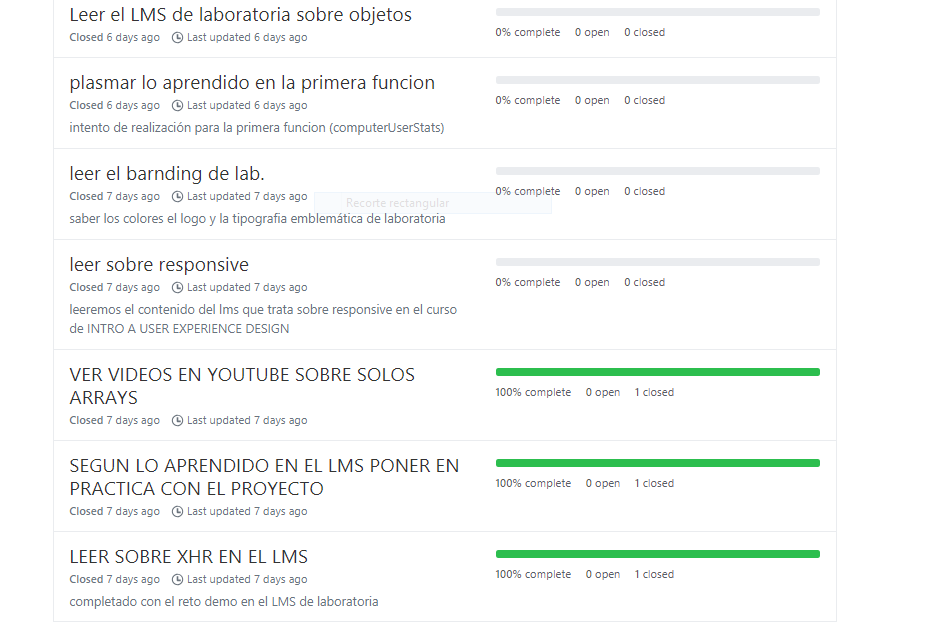 Leer el LMS de laboratoria sobre objetos
Closed 6 days ago Last updated 6 days ago
0% complete 0 open 0 closed
plasmar lo aprendido en la primera funcion
Closed 6 days ago Last updated 6 days ago
intento de realización para la primera funcion (computerUserStats)
0% complete 0 open 0 closed
leer el barnding de lab.
Closed 7 days ago Last updated 7 days ago
saber los colores el logo y la tipografia emblemática de laboratoria
Recorte rectangular
0% complete 0 open 0 closed
leer sobre responsive
Closed 7 days ago Last updated 7 days ago
leeremos el contenido del lms que trata sobre responsive en el curso
de INTRO A USER EXPERIENCE DESIGN
0% complete 0 open 0 closed
VER VIDEOS EN YOUTUBE SOBRE SOLOS
ARRAYS
Closed 7 days ago Last updated 7 days ago
100% complete 0 open 1 closed
SEGUN LO APRENDIDO EN EL LMS PONER EN
PRACTICA CON EL PROYECTO
Closed 7 days ago Last updated 7 days ago
100% complete 0 open 1 closed
LEER SOBRE XHR EN EL LMS
Closed 7 days ago Last updated 7 days ago
completado con el reto demo en el LMS de laboratoria
100% complete 0 open 1 closed